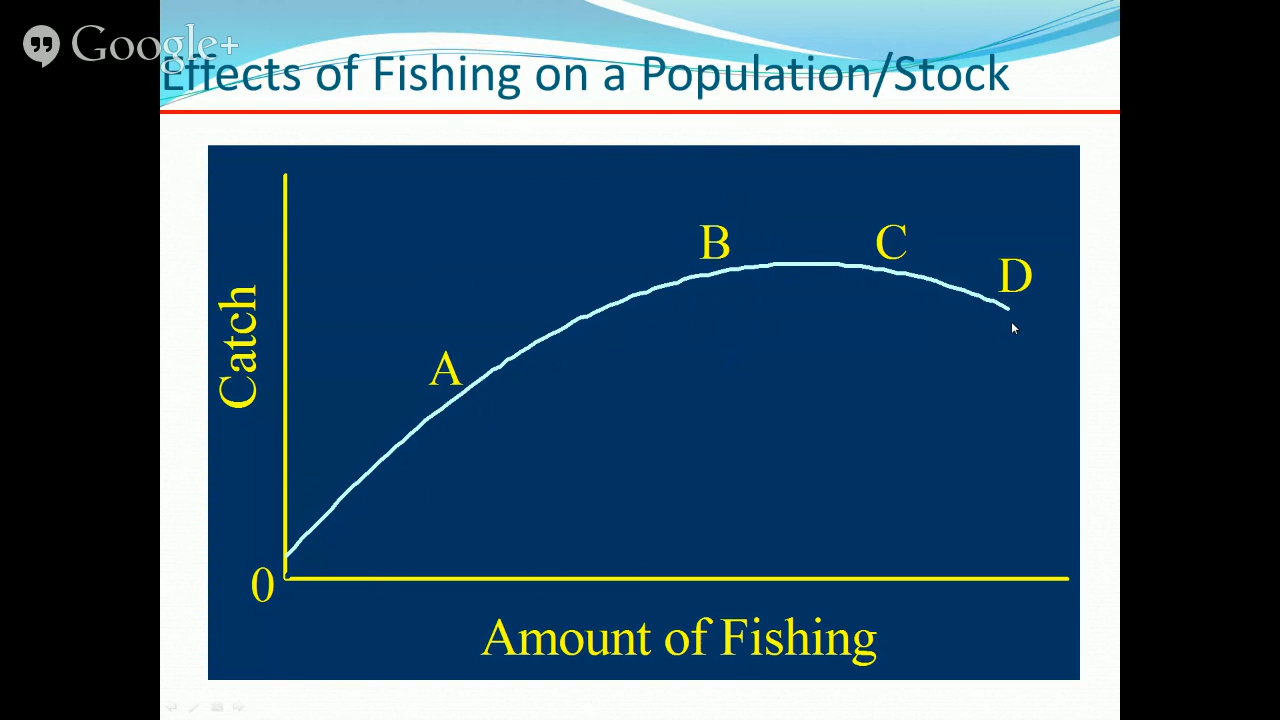 Google+
Effects of Fishing on a Population/Stock
B
C
D
A
Catch
0
Amount of Fishing